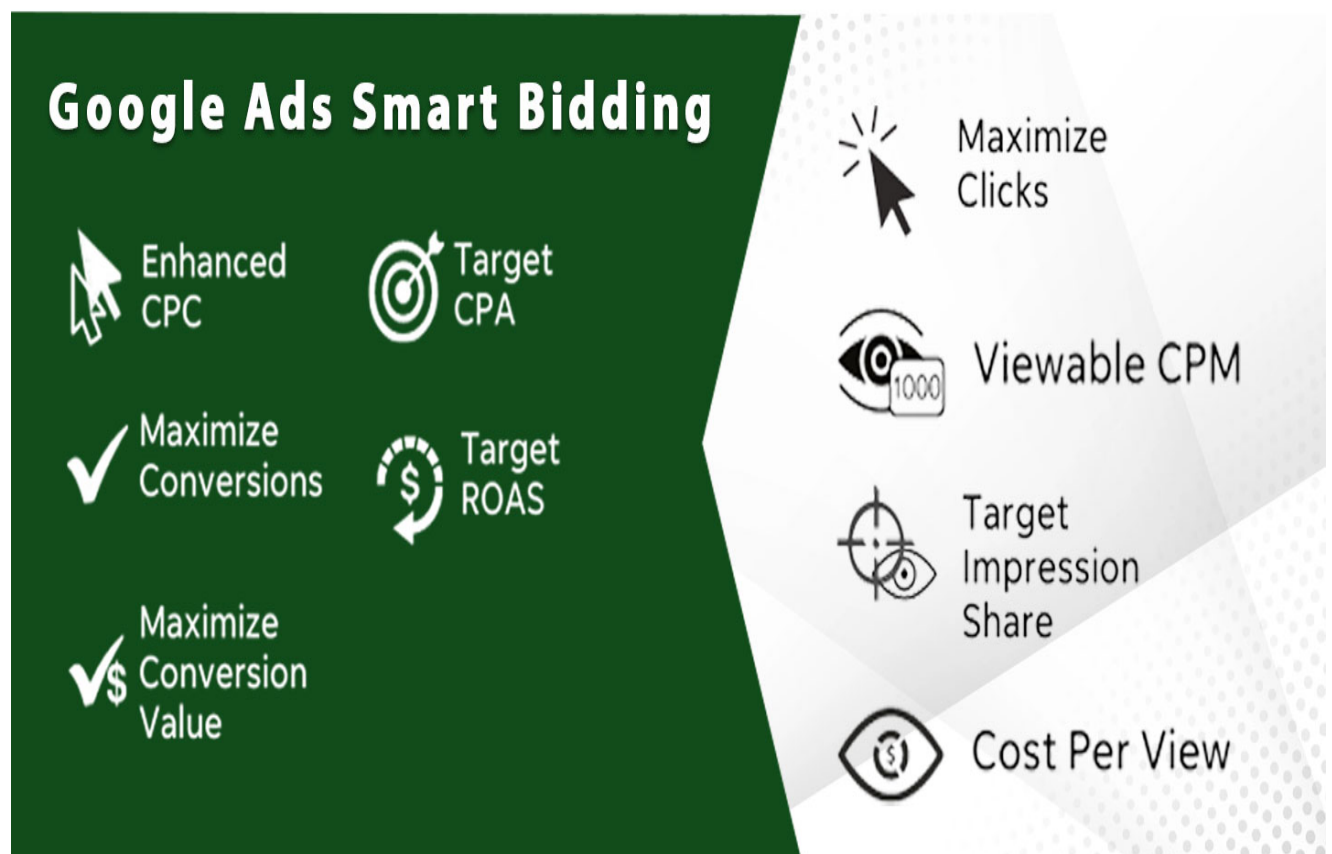 Google Ads Smart Bidding
Enhanced
CPC
Target
CPA
Maximize
Conversions
Target
ROAS
Maximize
Conversion
Value
$
$
Maximize
Clicks
1000
Viewable CPM
Target
Impression
Share
$
Cost Per View